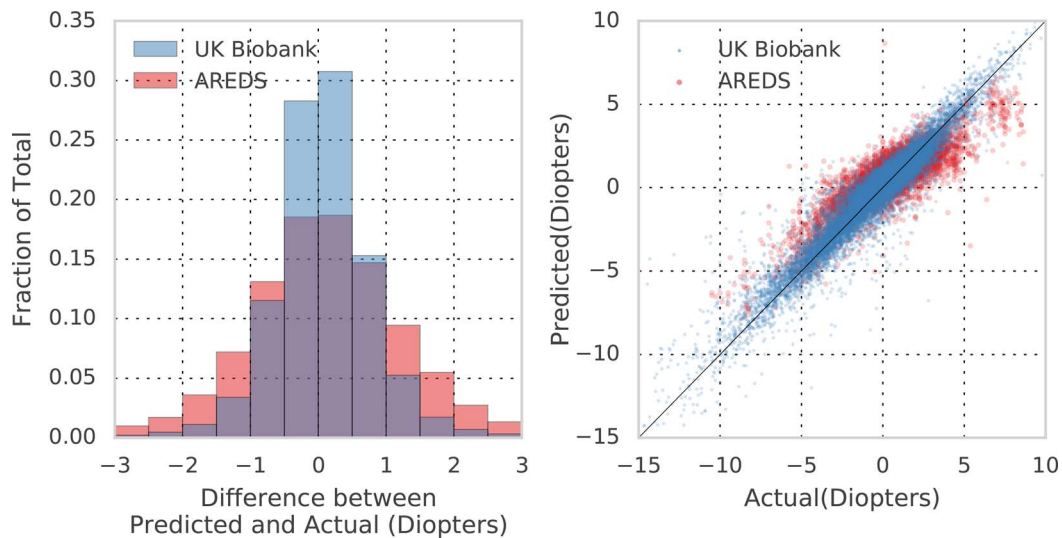 0.35
0.30
0.25
0.20
0.15
0.10
0.05
0.00
Fraction of Total
UK Biobank
AREDS
−3 −2 −1 0 1 2 3
Difference between
Predicted and Actual (Diopters)
10
5
0
−5
−10
−15
Predicted(Diopters)
UK Biobank
AREDS
−15 −10 −5 0 5 10
Actual(Diopters)